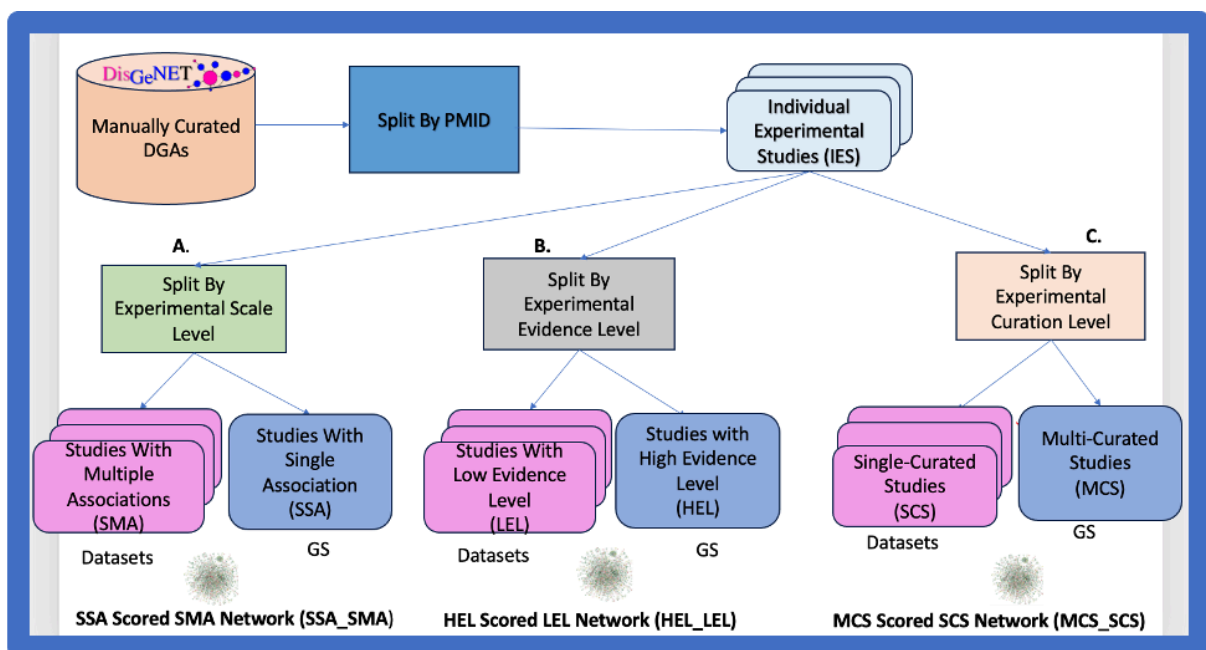 DisGeNET
Manually Curated
DGAs
Split By PMID
Individual
Experimental
Studies (IES)
A.
Split By
Experimental Scale
Level
B.
Split By
Experimental
Evidence Level
C.
Split By
Experimental
Curation Level
Studies With
Multiple
Associations
(SMA)
Studies With
Single
Association
(SSA)
Studies With
Low Evidence
Level
(LEL)
Studies with
High Evidence
Level
(HEL)
Single-Curated
Studies
(SCS)
Multi-Curated
Studies
(MCS)
Datasets
GS
Datasets
GS
Datasets
GS
SSA Scored SMA Network (SSA_SMA)
HEL Scored LEL Network (HEL_LEL)
MCS Scored SCS Network (MCS_SCS)